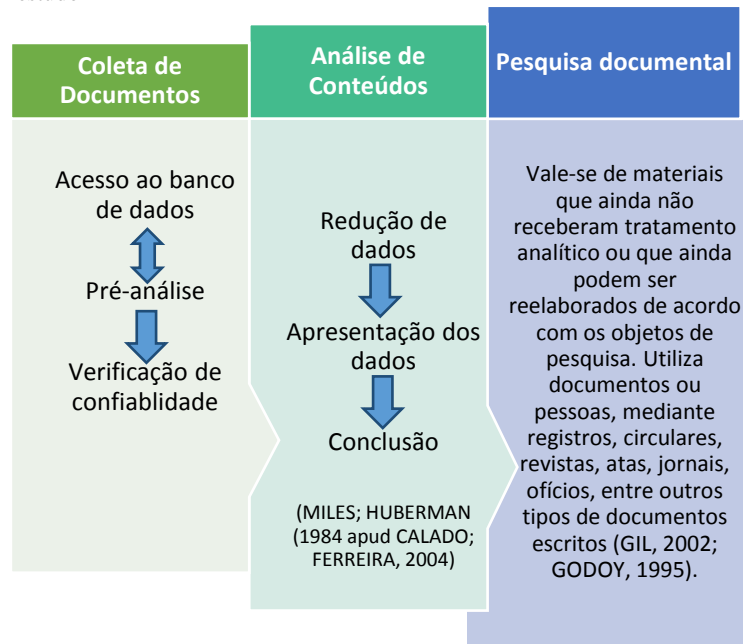 Coleta de
Documentos
Acesso ao banco
de dados
Pré-análise
Verificação de
confiablidade
Análise de
Conteúdos
Redução de
dados
Apresentação dos
dados
Conclusão
(MILES; HUBERMAN
(1984 apud CALADO;
FERREIRA, 2004)
Pesquisa documental
Vale-se de materiais
que ainda não
receberam tratamento
analítico ou que ainda
podem ser
reelaborados de acordo
com os objetos de
pesquisa. Utiliza
documentos ou
pessoas, mediante
registros, circulares,
revistas, atas, jornais,
ofícios, entre outros
tipos de documentos
escritos (GIL, 2002;
GODOY, 1995).